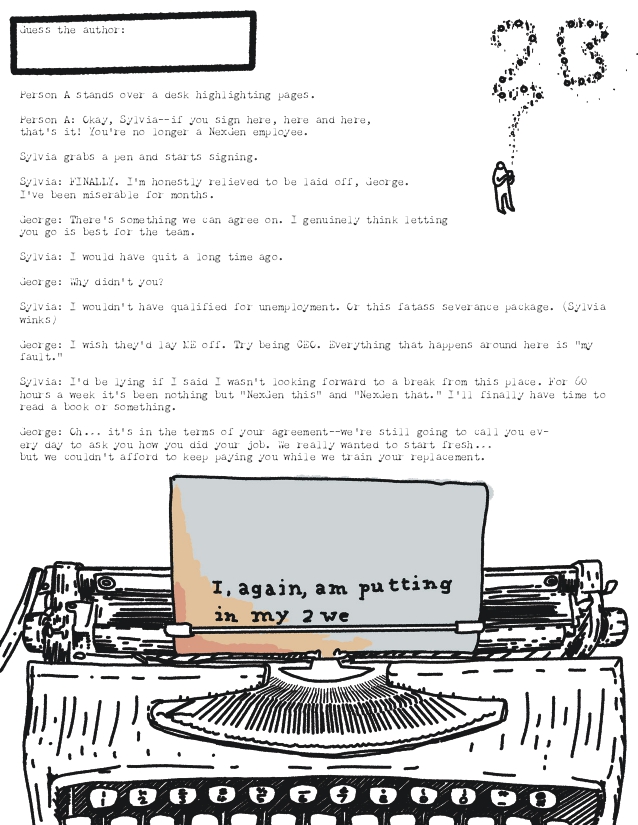 Guess the author:
2B
Person A stands over a desk highlighting pages.
Person A: Okay, Sylvia--if you sign here, here and here,
that's it! You're no longer a NexGen employee.
Sylvia grabs a pen and starts signing.
Sylvia: FINALLY. I'm honestly relieved to be laid off, George.
I've been miserable for months.
George: There's something we can agree on. I genuinely think letting
you go is best for the team.
Sylvia: I would have quit a long time ago.
George: Why didn't you?
Sylvia: I wouldn't have qualified for unemployment. Or this fatass severance package. (Sylvia
winks)
George: I wish they'd lay ME off. Try being CEO. Everything that happens around here is "my
fault."
Sylvia: I'd be lying if I said I wasn't looking forward to a break from this place. For 60
hours a week it's been nothing but "NexGen this" and "NexGen that." I'll finally have time to
read a book or something.
George: Oh... it's in the terms of your agreement--we're still going to call you ev-
ery day to ask you how you did your job. We really wanted to start fresh...
but we couldn't afford to keep paying you while we train your replacement.
I, again, am putting
in my 2 we